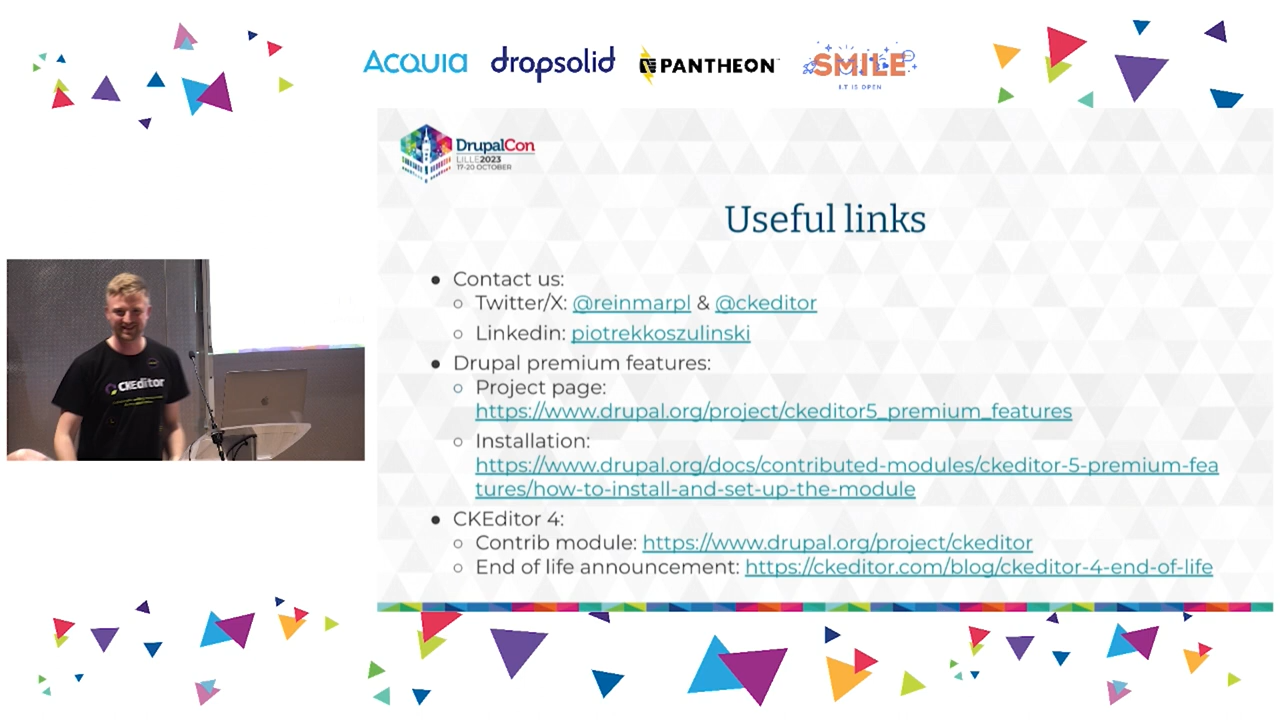 ACQUIA dropsolid PANTHEON SMILE
I.T IS OPEN
DrupalCon
LILLE2023
17-20 OCTOBER
Useful links
● Contact us:
○ Twitter/X: @reinmarpl & @ckeditor
○ Linkedin: piotrekkoszulinski
● Drupal premium features:
○ Project page:
https://www.drupal.org/project/ckeditor5_premium_features
○ Installation:
https://www.drupal.org/docs/contributed-modules/ckeditor-5-premium-fea
tures/how-to-install-and-set-up-the-module
● CKEditor 4:
○ Contrib module: https://www.drupal.org/project/ckeditor
○ End of life announcement: https://ckeditor.com/blog/ckeditor-4-end-of-life
CKEditor